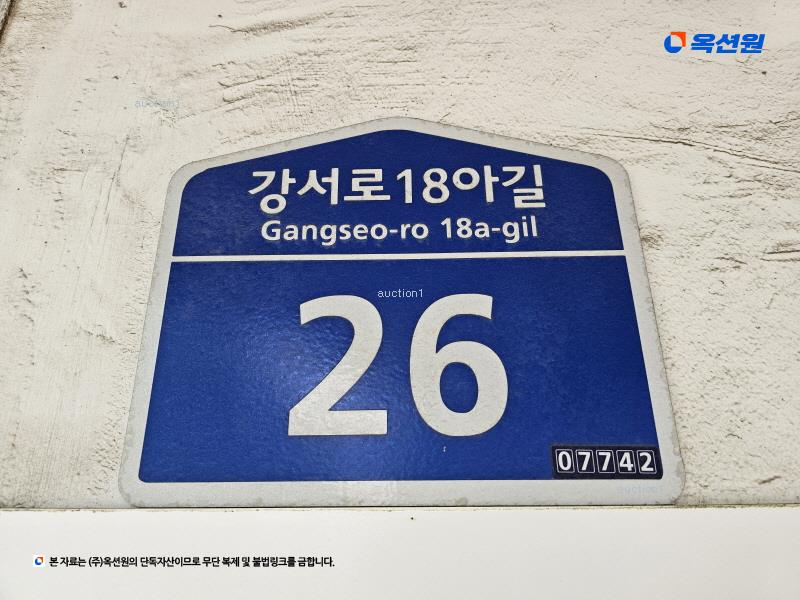 옥션원
auction1
강서로18아길
Gangseo-ro 18a-gil
auction1
26
07742
auction1
본 자료는 (주)옥션원의 단독자산이므로 무단 복제 및 불법링크를 금합니다.